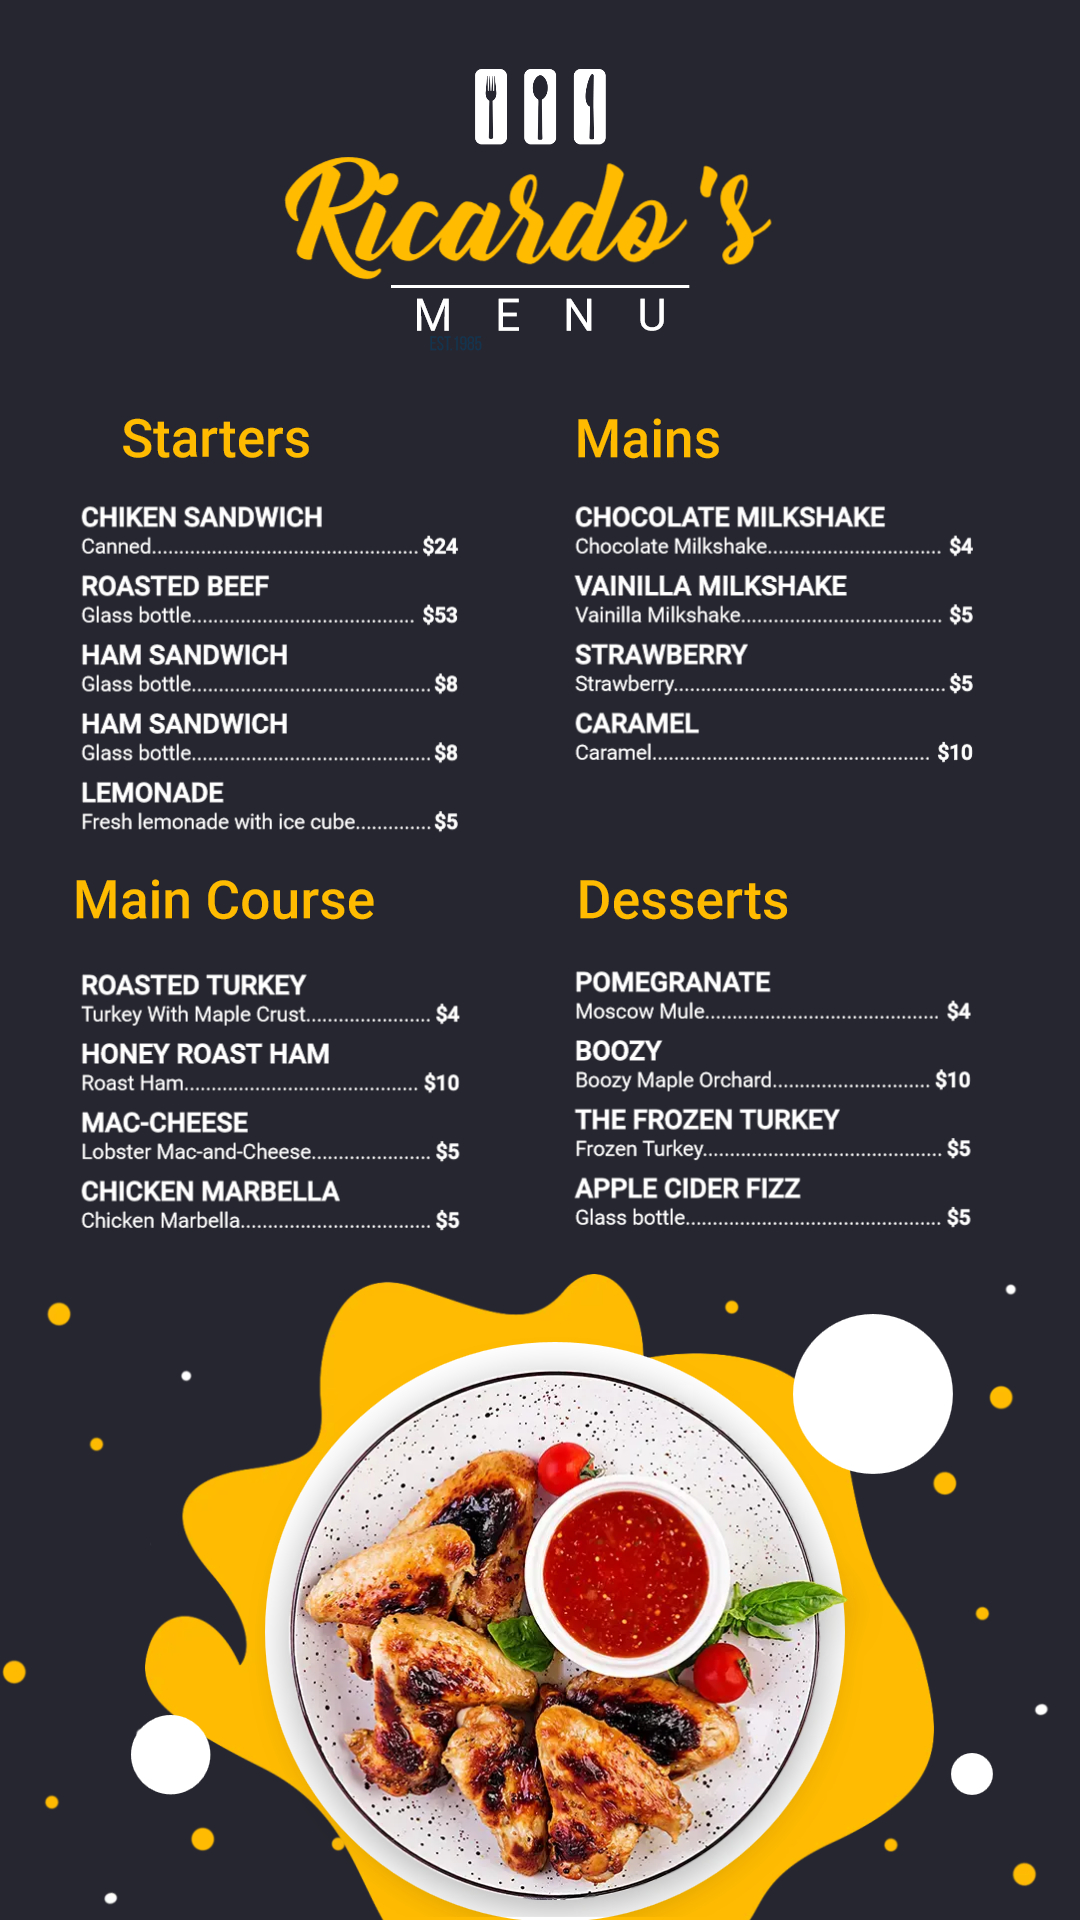 Ricardo's
MENU
EST.1985
Starters
CHIKEN SANDWICH
Canned.............................................. $24
ROASTED BEEF
Glass bottle....................................... $53
HAM SANDWICH
Glass bottle.......................................... $8
HAM SANDWICH
Glass bottle.......................................... $8
LEMONADE
Fresh lemonade with ice cube............. $5
Mains
CHOCOLATE MILKSHAKE
Chocolate Milkshake.............................. $4
VAINILLA MILKSHAKE
Vainilla Milkshake................................... $5
STRAWBERRY
Strawberry............................................... $5
CARAMEL
Caramel................................................ $10
Main Course
ROASTED TURKEY
Turkey With Maple Crust...................... $4
HONEY ROAST HAM
Roast Ham........................................ $10
MAC-CHEESE
Lobster Mac-and-Cheese..................... $5
CHICKEN MARBELLA
Chicken Marbella................................. $5
Desserts
POMEGRANATE
Moscow Mule........................................ $4
BOOZY
Boozy Maple Orchard........................... $10
THE FROZEN TURKEY
Frozen Turkey......................................... $5
APPLE CIDER FIZZ
Glass bottle............................................ $5